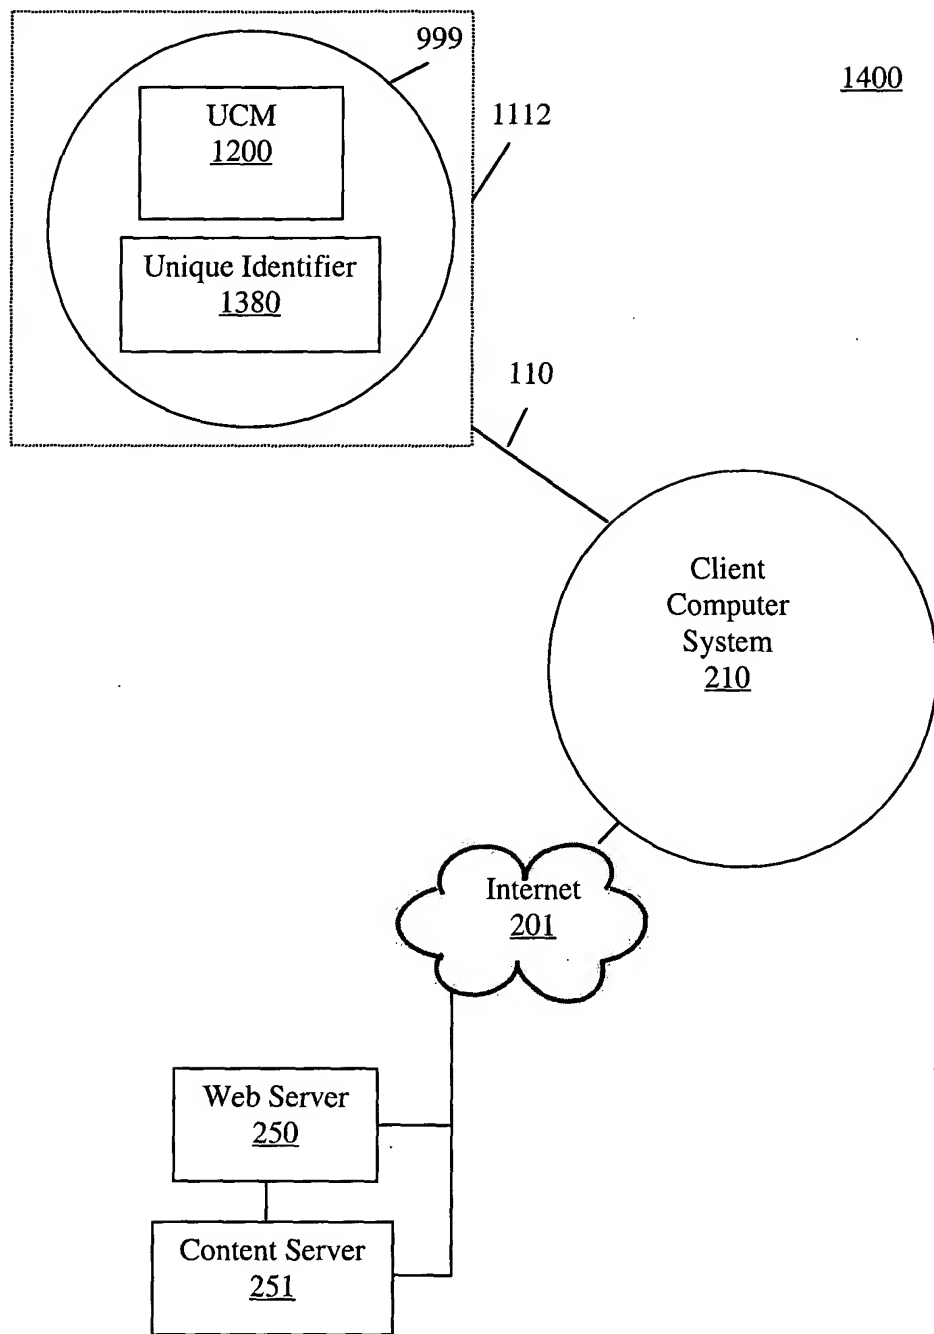 999
1400
UCM
1200
1112
Unique Identifier
1380
110
Client
Computer
System
210
Internet
201
Web Server
250
Content Server
251